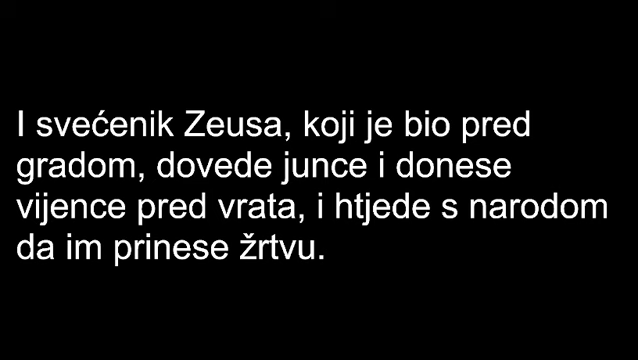 I svećenik Zeusa, koji je bio pred
gradom, dovede junce i donese
vijence pred vrata, i htjede s narodom
da im prinese žrtvu.